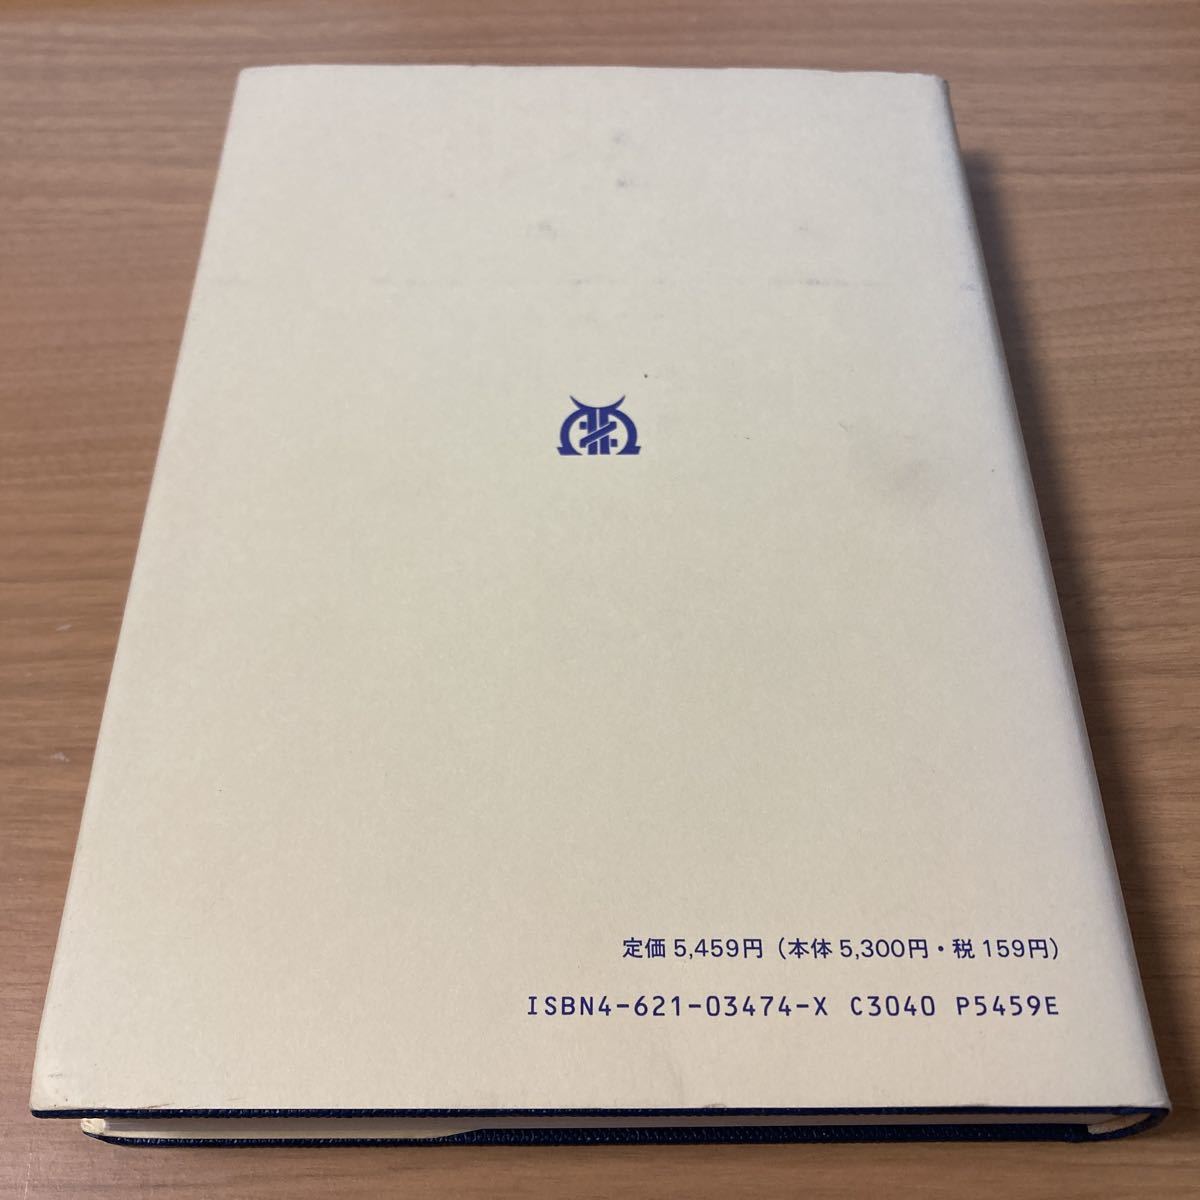 定価 5,459円（本体 5,300円・税 159円）
ISBN4-621-03474-X C3040 P5459E